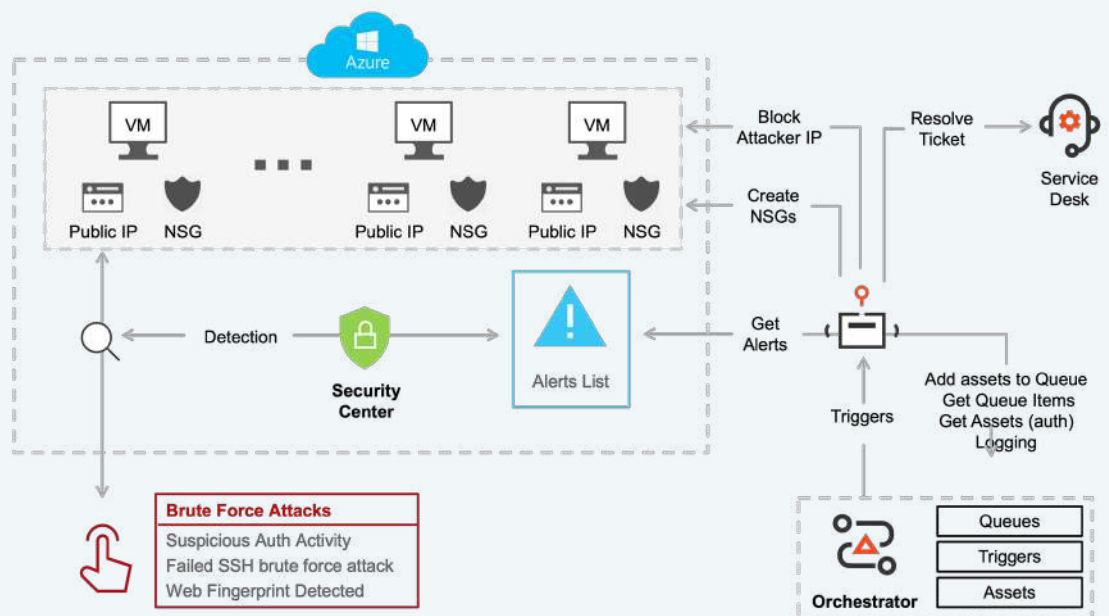 Azure
VM
VM
VM
Public IP
NSG
Public IP
NSG
Public IP
NSG
Block
Attacker IP
Resolve
Ticket
Service
Desk
Create
NSGs
Detection
Security
Center
Alerts List
Get
Alerts
Triggers
Add assets to Queue
Get Queue Items
Get Assets (auth)
Logging
Brute Force Attacks
Suspicious Auth Activity
Failed SSH brute force attack
Web Fingerprint Detected
Orchestrator
Queues
Triggers
Assets